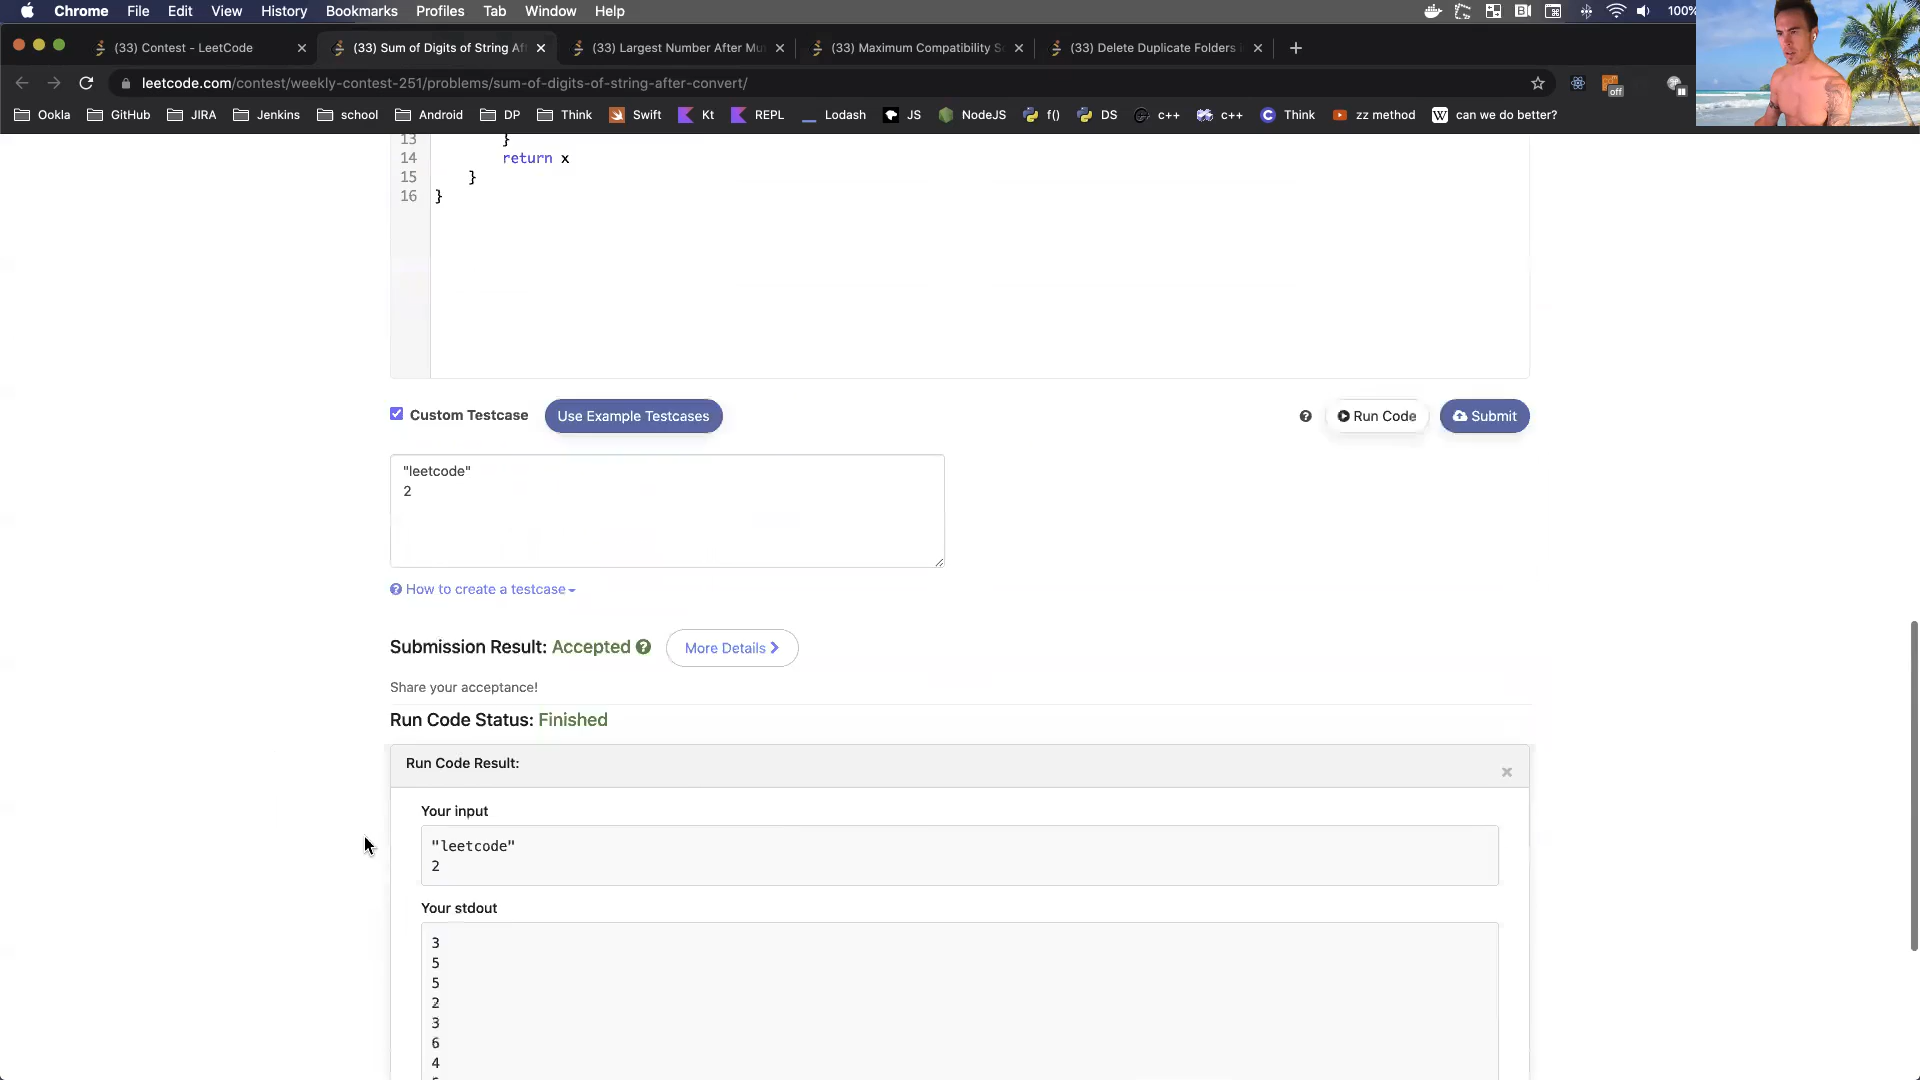 Chrome File Edit View History Bookmarks Profiles Tab Window Help 100%
(33) Contest - LeetCode (33) Sum of Digits of String Af (33) Largest Number After Mu (33) Maximum Compatibility S (33) Delete Duplicate Folders
leetcode.com/contest/weekly-contest-251/problems/sum-of-digits-of-string-after-convert/ off
Ookla GitHub JIRA Jenkins school Android DP Think Swift Kt REPL Lodash JS NodeJS f() DS c++ c++ Think zz method can we do better?
13 }
14 return x
15 }
16 }
Custom Testcase Use Example Testcases Run Code Submit
"leetcode"
2
How to create a testcase
Submission Result: Accepted More Details
Share your acceptance!
Run Code Status: Finished
Run Code Result:
Your input
"leetcode"
2
Your stdout
3
5
5
2
3
6
4